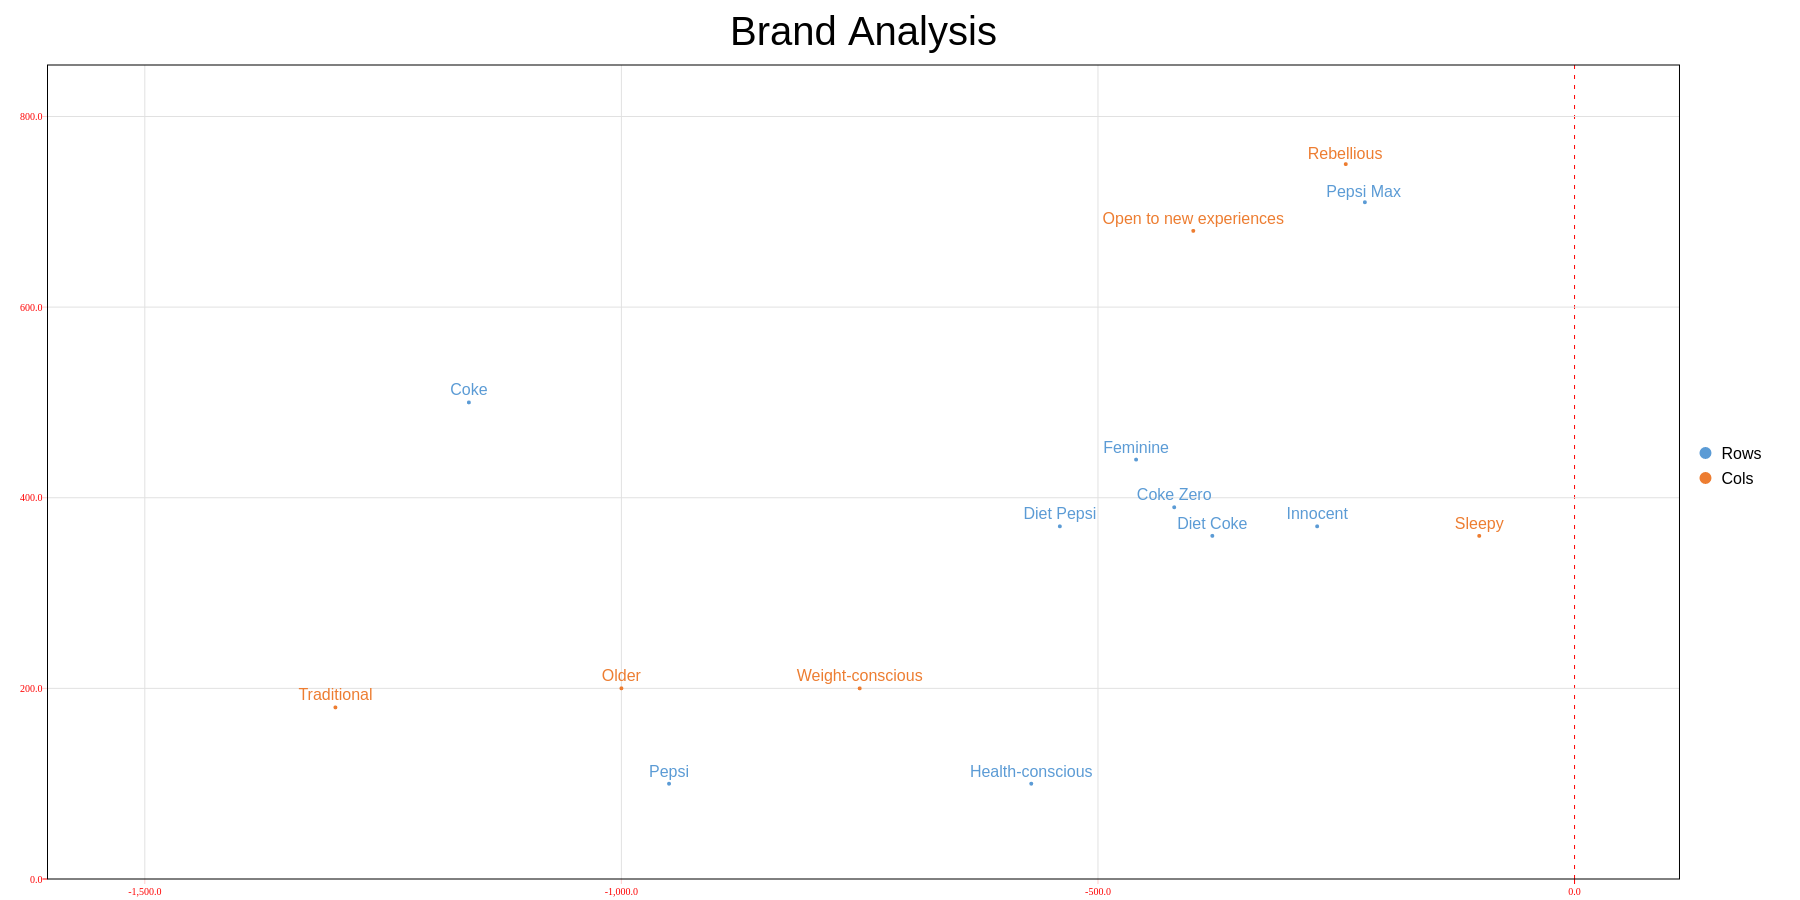 Brand Analysis
800.0
Rebellious
Pepsi Max
Open to new experiences
600.0
Coke
Feminine
Rows
Cols
400.0
Coke Zero
Diet Pepsi
Diet Coke
Innocent
Sleepy
Older
Weight-conscious
200.0
Traditional
Pepsi
Health-conscious
0.0
-1,500.0
-1,000.0
-500.0
0.0